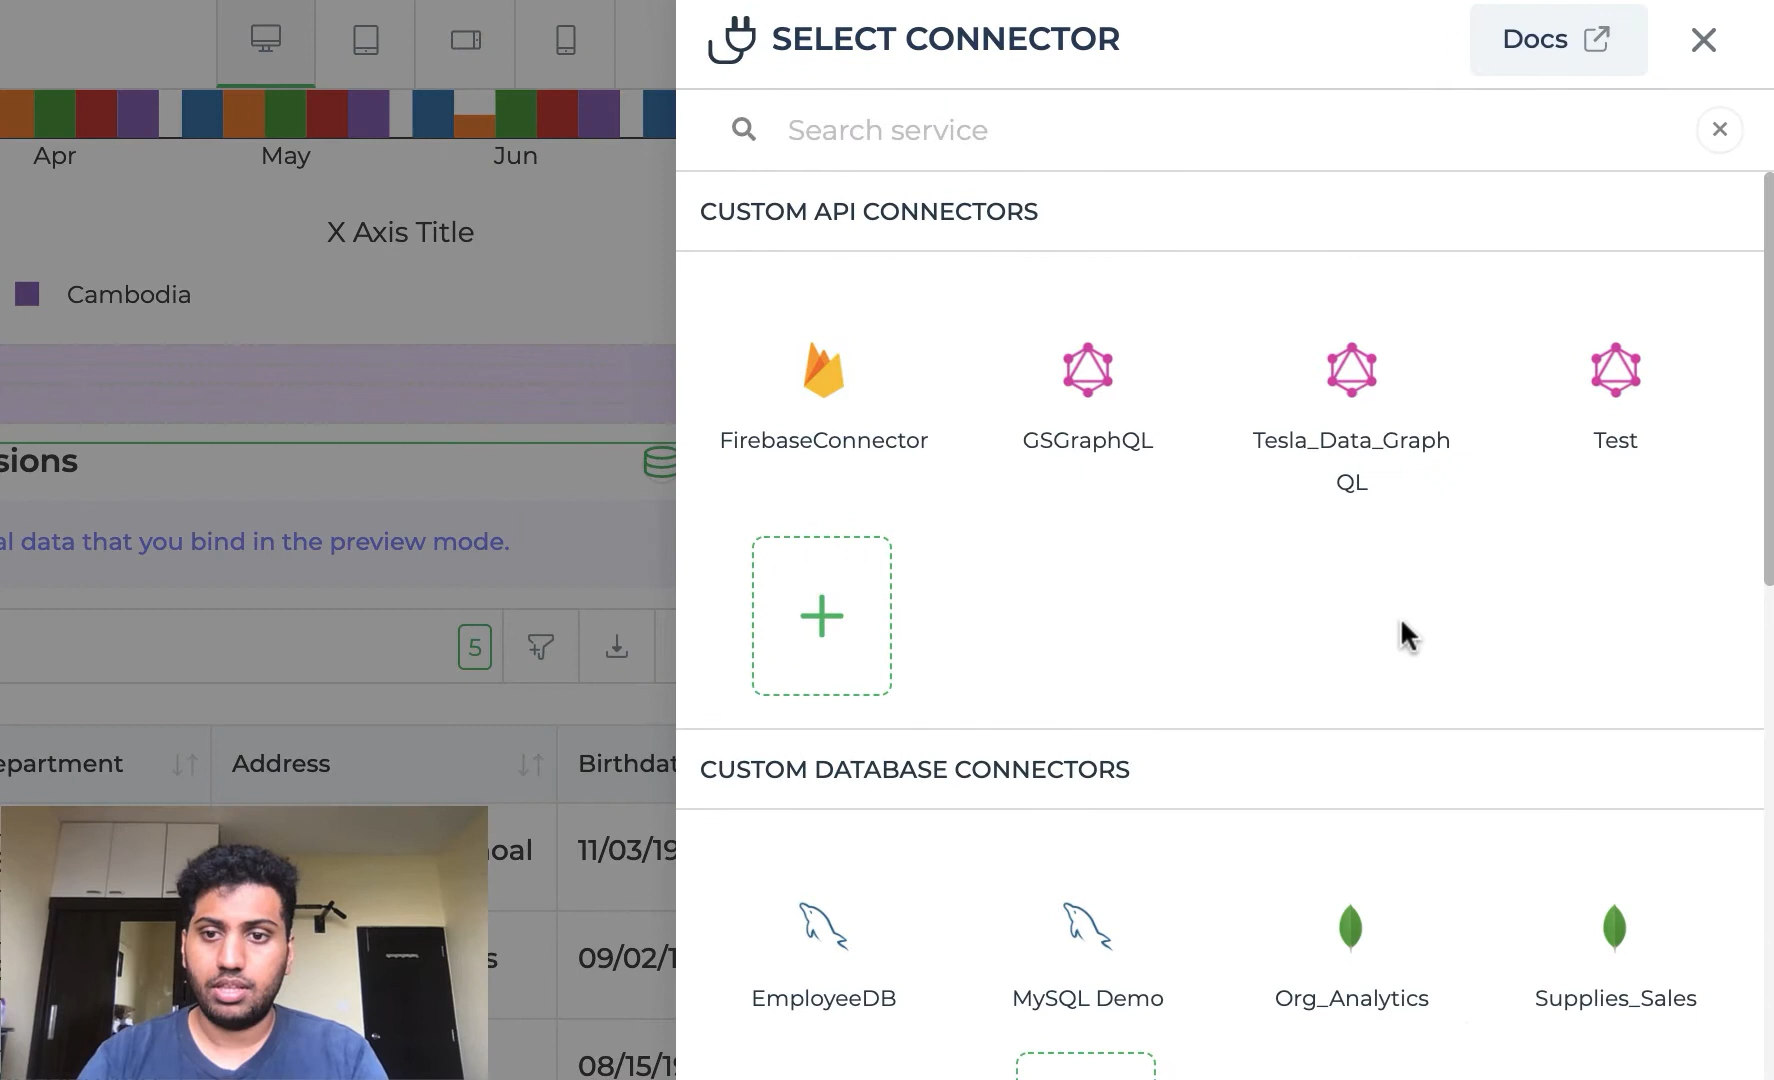 SELECT CONNECTOR
Docs
Search service
Apr
May
Jun
X Axis Title
Cambodia
CUSTOM API CONNECTORS
FirebaseConnector
GSGraphQL
Tesla_Data_Graph
QL
Test
sions
al data that you bind in the preview mode.
5
epartment
Address
Birthdat
oal
11/03/19
s
09/02/1
08/15/19
CUSTOM DATABASE CONNECTORS
EmployeeDB
MySQL Demo
Org_Analytics
Supplies_Sales